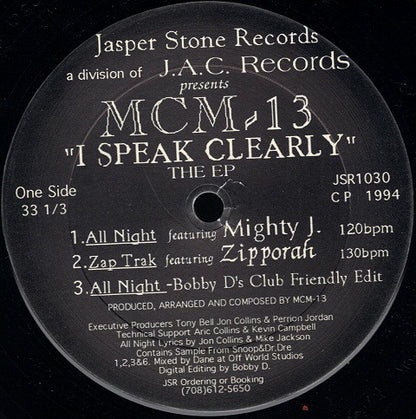 Jasper Stone Records
a division of J.A.C. Records
presents
MCM-13
"I SPEAK CLEARLY"
THE EP
One Side
33 1/3
JSR1030
C P 1994
1.All Night featuring Mighty J. 120bpm
2.Zap Trak featuring Zipporah 130bpm
3.All Night -Bobby D's Club Friendly Edit
PRODUCED, ARRANGED AND COMPOSED BY MCM-13
Executive Producers Tony Bell Jon Collins & Perrion Jordan
Technical Support Aric Collins & Kevin Campbell
All Night Lyrics by Jon Collins & Mike Jackson
Contains Sample From Snoop&Dr.Dre
1,2,3&6. Mixed by Dane at Off World Studios
Digital Editing by Bobby D.
JSR Ordering or Booking
(708)612-5650